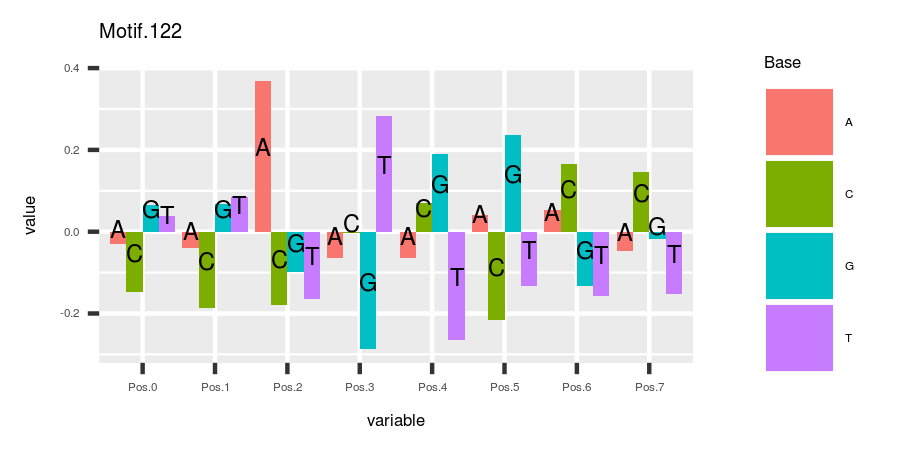 Motif.122
Base
0.4
0.2
0.0
-0.2
value
A C G T A C G T A C G T A C G T A C G T A C G T A C G T A C G T
Pos.0 Pos.1 Pos.2 Pos.3 Pos.4 Pos.5 Pos.6 Pos.7
variable
A
C
G
T